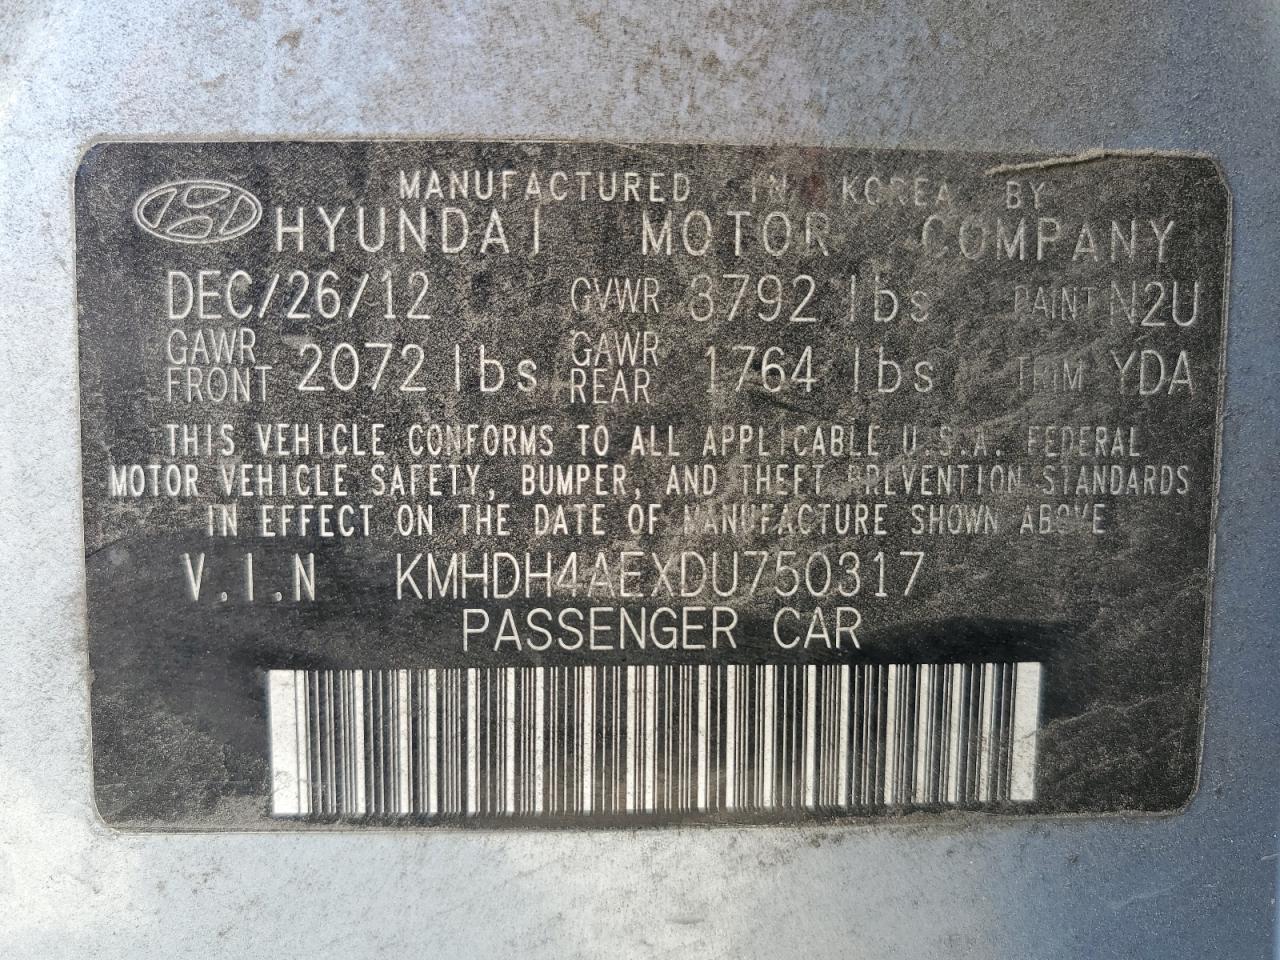 MANUFACTURED IN KOREA BY
HYUNDAI MOTOR COMPANY
DEC/26/12 GVWR 3792 lbs PAINT N2U
GAWR FRONT 2072 lbs GAWR REAR 1764 lbs TRIM YDA
THIS VEHICLE CONFORMS TO ALL APPLICABLE U.S.A. FEDERAL
MOTOR VEHICLE SAFETY, BUMPER, AND THEFT PREVENTION STANDARDS
IN EFFECT ON THE DATE OF MANUFACTURE SHOWN ABOVE
V.I.N KMHDH4AEXDU750317
PASSENGER CAR